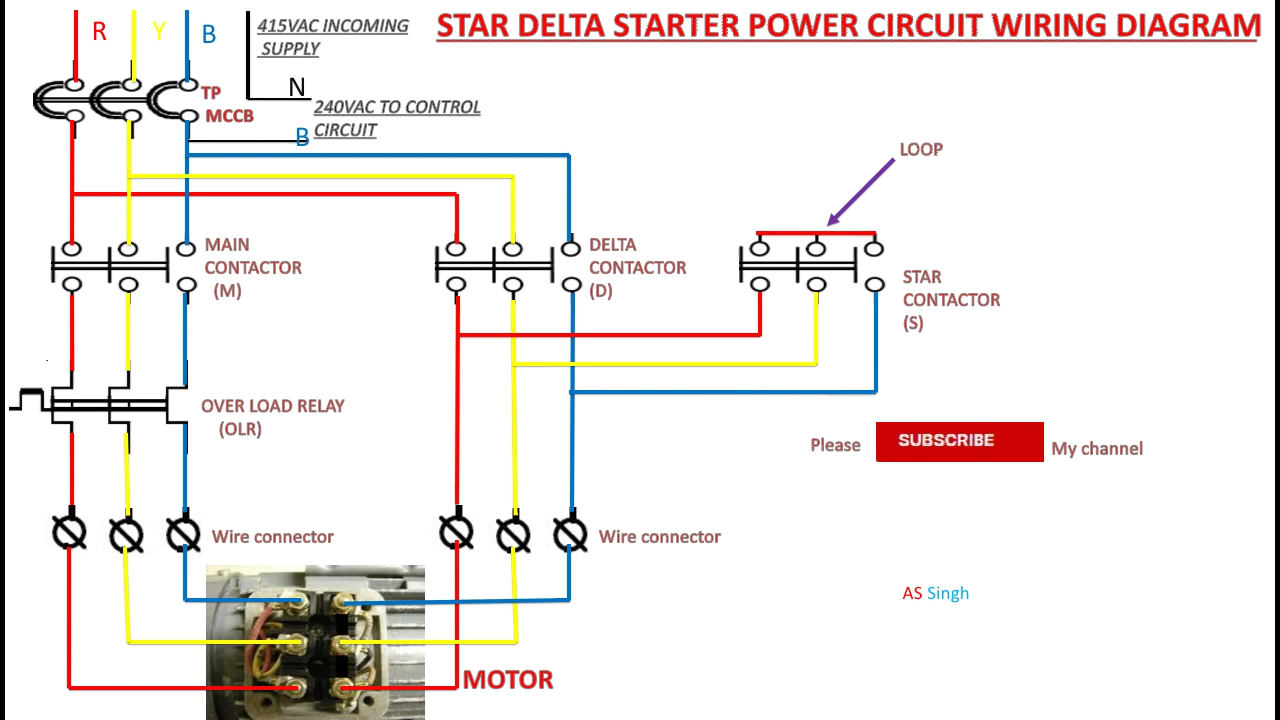 STAR DELTA STARTER POWER CIRCUIT WIRING DIAGRAM
R Y B
415VAC INCOMING
SUPPLY
N
TP
MCCB
240VAC TO CONTROL
CIRCUIT
B
LOOP
MAIN
CONTACTOR
(M)
DELTA
CONTACTOR
(D)
STAR
CONTACTOR
(S)
OVER LOAD RELAY
(OLR)
Please SUBSCRIBE My channel
Wire connector
Wire connector
AS Singh
MOTOR